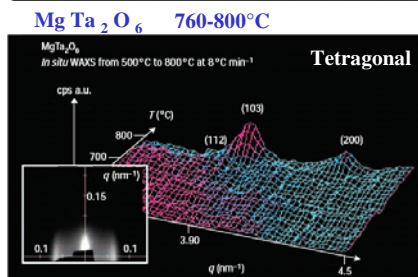 Mg Ta 2 O 6 760-800°C
MgTa2O6
In situ WAXS from 500°C to 800°C at 8°C min⁻¹
Tetragonal
cps a.u.
T (°C)
(103)
800
(112)
(200)
700
q (nm⁻¹)
0.15
0.1
0.1
3.90
4.5
q (nm⁻¹)